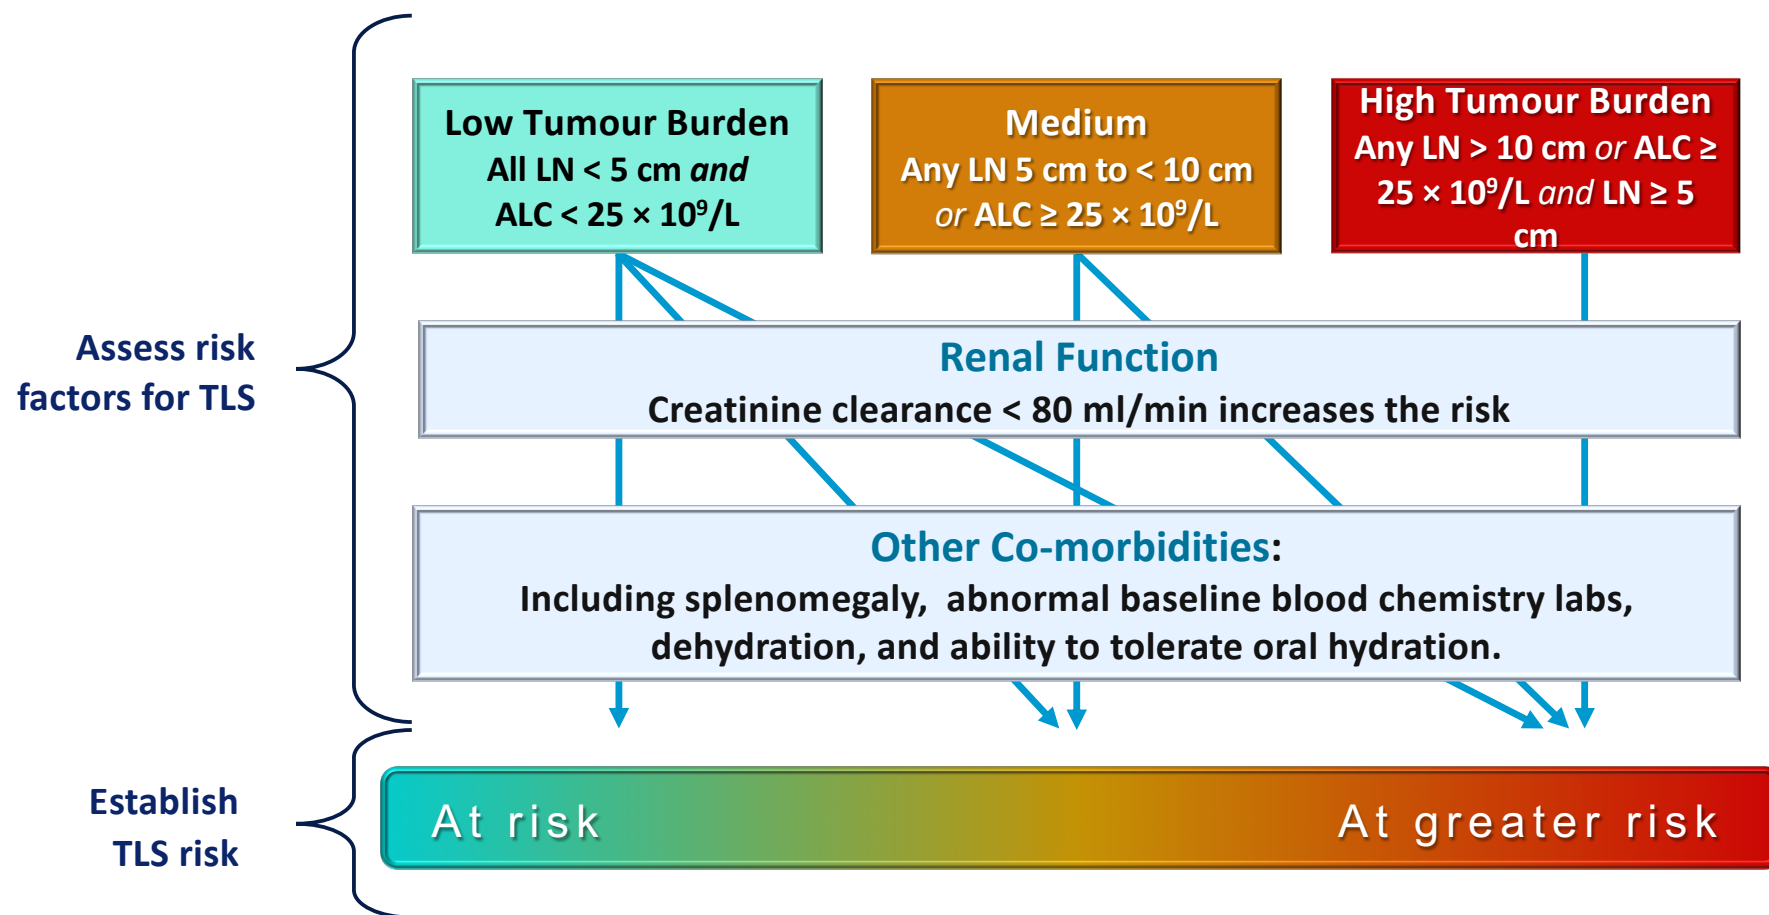 Assess risk
factors for TLS
Low Tumour Burden
All LN < 5 cm and
ALC < 25 × 10⁹/L
Medium
Any LN 5 cm to < 10 cm
or ALC ≥ 25 × 10⁹/L
High Tumour Burden
Any LN > 10 cm or ALC ≥
25 × 10⁹/L and LN ≥ 5
cm
Renal Function
Creatinine clearance < 80 ml/min increases the risk
Other Co-morbidities:
Including splenomegaly, abnormal baseline blood chemistry labs,
dehydration, and ability to tolerate oral hydration.
Establish
TLS risk
At risk
At greater risk